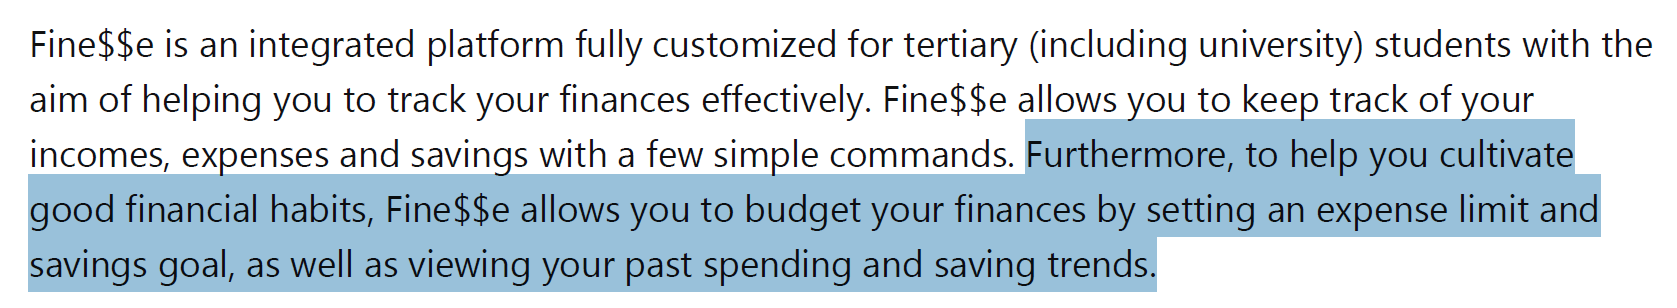 Fine$$e is an integrated platform fully customized for tertiary (including university) students with the
aim of helping you to track your finances effectively. Fine$$e allows you to keep track of your
incomes, expenses and savings with a few simple commands. Furthermore, to help you cultivate
good financial habits, Fine$$e allows you to budget your finances by setting an expense limit and
savings goal, as well as viewing your past spending and saving trends.